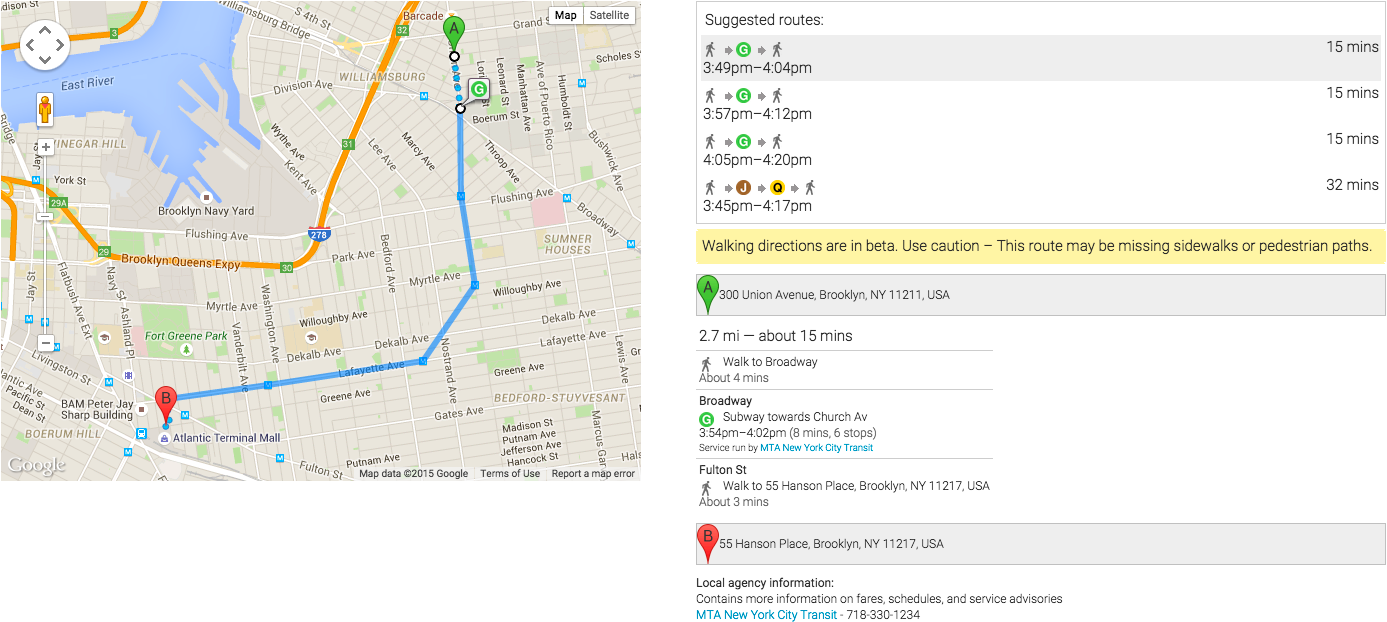 Barcade
Map
Satellite
S 4th St
S 5th St
3
32
A
East River
WILLIAMSBURG
Scholes St
Division Ave
G
Lori
Leonard St
Manhattan Ave
Ave of Puerto Rico
Humboldt St
Boerum St
Bushwick Ave
VINEGAR HILL
Bridge
Jay St
31
Wythe Ave
Kent Ave
Lee Ave
Marcy Ave
Throop Ave
York St
29A
Brooklyn Navy Yard
Flushing Ave
Flushing Ave
Broadway
278
SUMNER
HOUSES
29
Brooklyn Queens Expy
30
Park Ave
Bedford Ave
Myrtle Ave
Myrtle Ave
Willoughby Ave
Willoughby Ave
Jay St
Flatbush Ave Ext
Navy St
Ashland Pl
Washington Ave
Vanderbilt Ave
Fort Greene Park
DeKalb Ave
DeKalb Ave
Lafayette Ave
Lafayette Ave
Nostrand Ave
Lewis Ave
Livingston St
Atlantic Ave
Pacific St
Dean St
Greene Ave
Greene Ave
BEDFORD-STUYVESANT
B
BAM Peter Jay
Sharp Building
Gates Ave
BOERUM HILL
Atlantic Terminal Mall
Madison St
Putnam Ave
Jefferson Ave
Hancock St
Marcus Gar
Fulton St
Putnam Ave
Google
Map data ©2015 Google
Terms of Use
Report a map error
Suggested routes:
G
15 mins
3:49pm–4:04pm
G
15 mins
3:57pm–4:12pm
G
15 mins
4:05pm–4:20pm
J Q
32 mins
3:45pm–4:17pm
Walking directions are in beta. Use caution – This route may be missing sidewalks or pedestrian paths.
A 300 Union Avenue, Brooklyn, NY 11211, USA
2.7 mi — about 15 mins
Walk to Broadway
About 4 mins
Broadway
G Subway towards Church Av
3:54pm–4:02pm (8 mins, 6 stops)
Service run by MTA New York City Transit
Fulton St
Walk to 55 Hanson Place, Brooklyn, NY 11217, USA
About 3 mins
B 55 Hanson Place, Brooklyn, NY 11217, USA
Local agency information:
Contains more information on fares, schedules, and service advisories
MTA New York City Transit - 718-330-1234